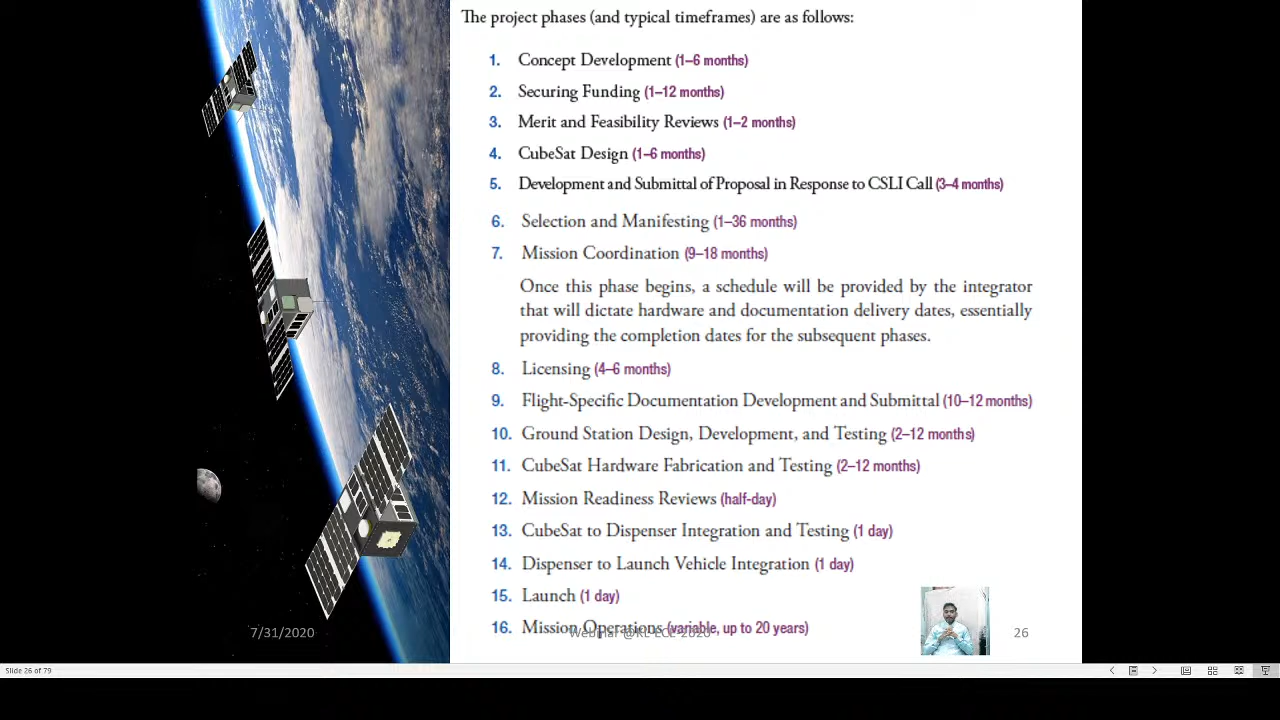 The project phases (and typical timeframes) are as follows:
1. Concept Development (1–6 months)
2. Securing Funding (1–12 months)
3. Merit and Feasibility Reviews (1–2 months)
4. CubeSat Design (1–6 months)
5. Development and Submittal of Proposal in Response to CSLI Call (3–4 months)
6. Selection and Manifesting (1–36 months)
7. Mission Coordination (9–18 months)
Once this phase begins, a schedule will be provided by the integrator
that will dictate hardware and documentation delivery dates, essentially
providing the completion dates for the subsequent phases.
8. Licensing (4–6 months)
9. Flight-Specific Documentation Development and Submittal (10–12 months)
10. Ground Station Design, Development, and Testing (2–12 months)
11. CubeSat Hardware Fabrication and Testing (2–12 months)
12. Mission Readiness Reviews (half-day)
13. CubeSat to Dispenser Integration and Testing (1 day)
14. Dispenser to Launch Vehicle Integration (1 day)
15. Launch (1 day)
16. Mission Operations (variable, up to 20 years)
7/31/2020
Webinar @KL ECE 2020
26
Slide 26 of 79